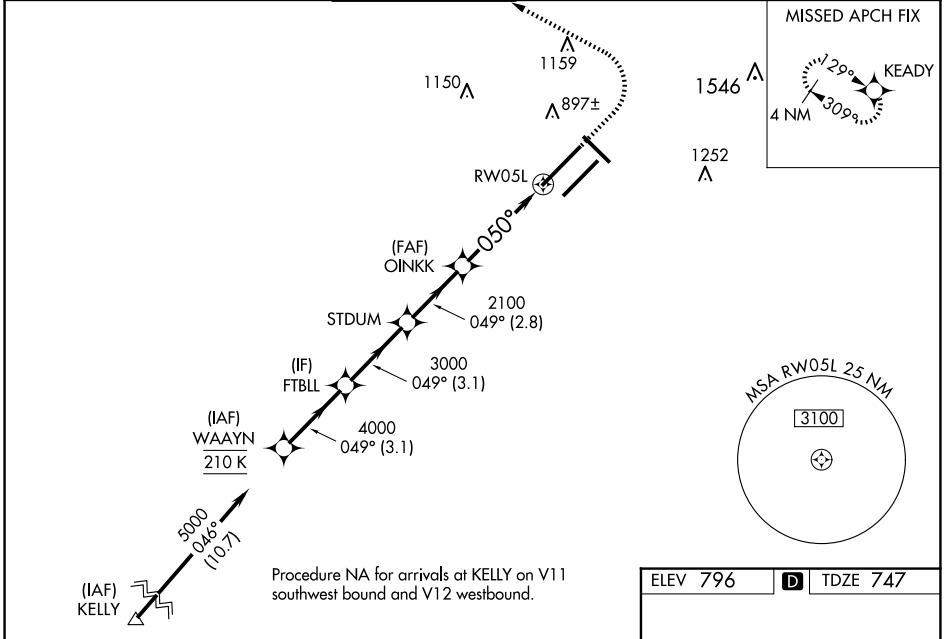 MISSED APCH FIX
KEADY
129°
309°
4 NM
1159
1150
897±
1546
1252
RW05L
050°
(FAF)
OINKK
STDUM
2100
049° (2.8)
(IF)
FTBLL
3000
049° (3.1)
(IAF)
WAAYN
210 K
4000
049° (3.1)
MSA RW05L 25 NM
3100
5000
046°
(10.7)
(IAF)
KELLY
Procedure NA for arrivals at KELLY on V11
southwest bound and V12 westbound.
ELEV 796 D TDZE 747